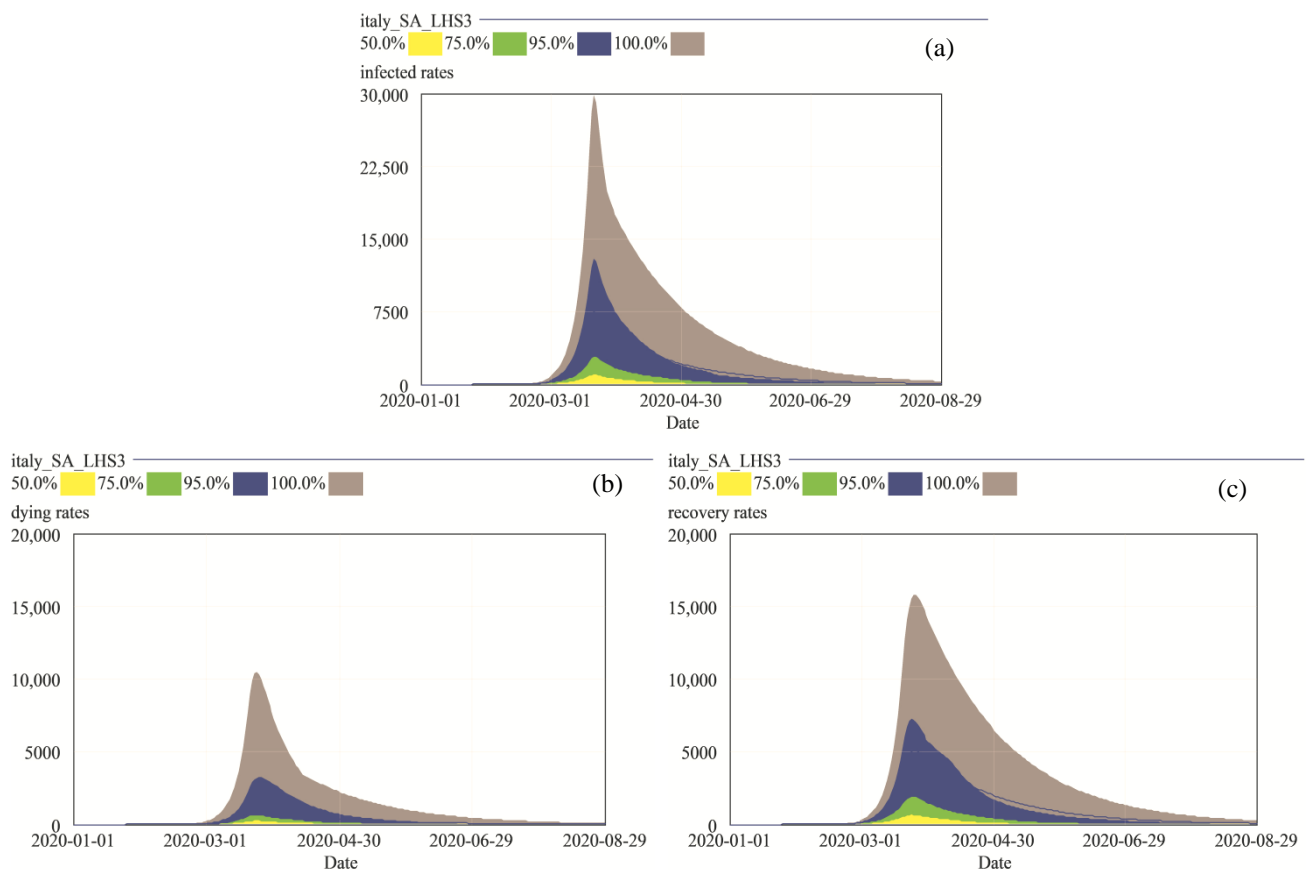 italy_SA_LHS3
50.0% 75.0% 95.0% 100.0%
(a)
infected rates
30,000
22,500
15,000
7500
0
2020-01-01 2020-03-01 2020-04-30 2020-06-29 2020-08-29
Date
italy_SA_LHS3
50.0% 75.0% 95.0% 100.0%
(b)
dying rates
20,000
15,000
10,000
5000
0
2020-01-01 2020-03-01 2020-04-30 2020-06-29 2020-08-29
Date
italy_SA_LHS3
50.0% 75.0% 95.0% 100.0%
(c)
recovery rates
20,000
15,000
10,000
5000
0
2020-01-01 2020-03-01 2020-04-30 2020-06-29 2020-08-29
Date